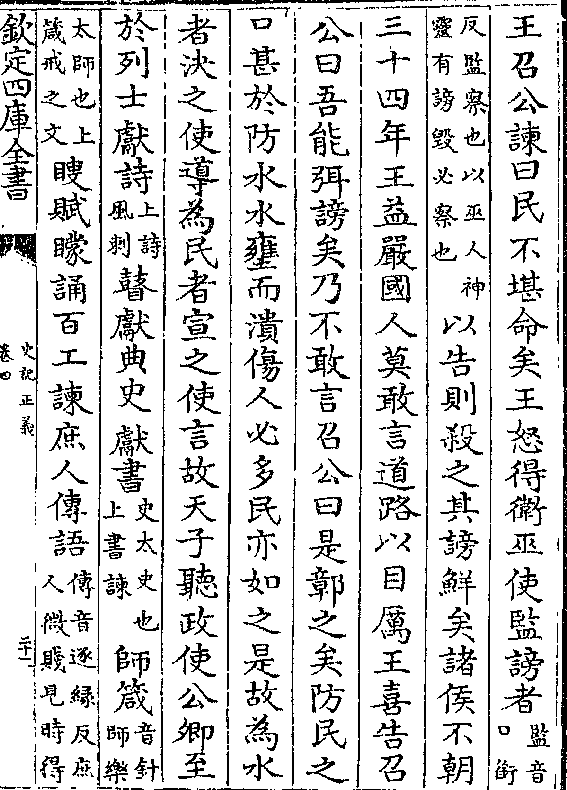 王召公諫曰民不堪命矣王怒得衛巫使監謗者監音口銜
反監察也以巫人神靈有謗毀必察也以告則殺之其謗鮮矣諸侯不朝
三十四年王益嚴國人莫敢言道路以目厲王喜告召
公曰吾能弭謗矣乃不敢言召公曰是鄣之矣防民之
口甚於防水水壅而潰傷人必多民亦如之是故為水
者決之使導為民者宣之使言故天子聽政使公卿至
於列士獻詩上詩風刺瞽獻典史獻書史太史也上書諫師箴音針師樂
太師也上箴戒之文瞍賦矇誦百工諫庶人傳語傳音逐緣反庶人微賤見時得
欽定四庫全書
史記正義
卷四
二十一